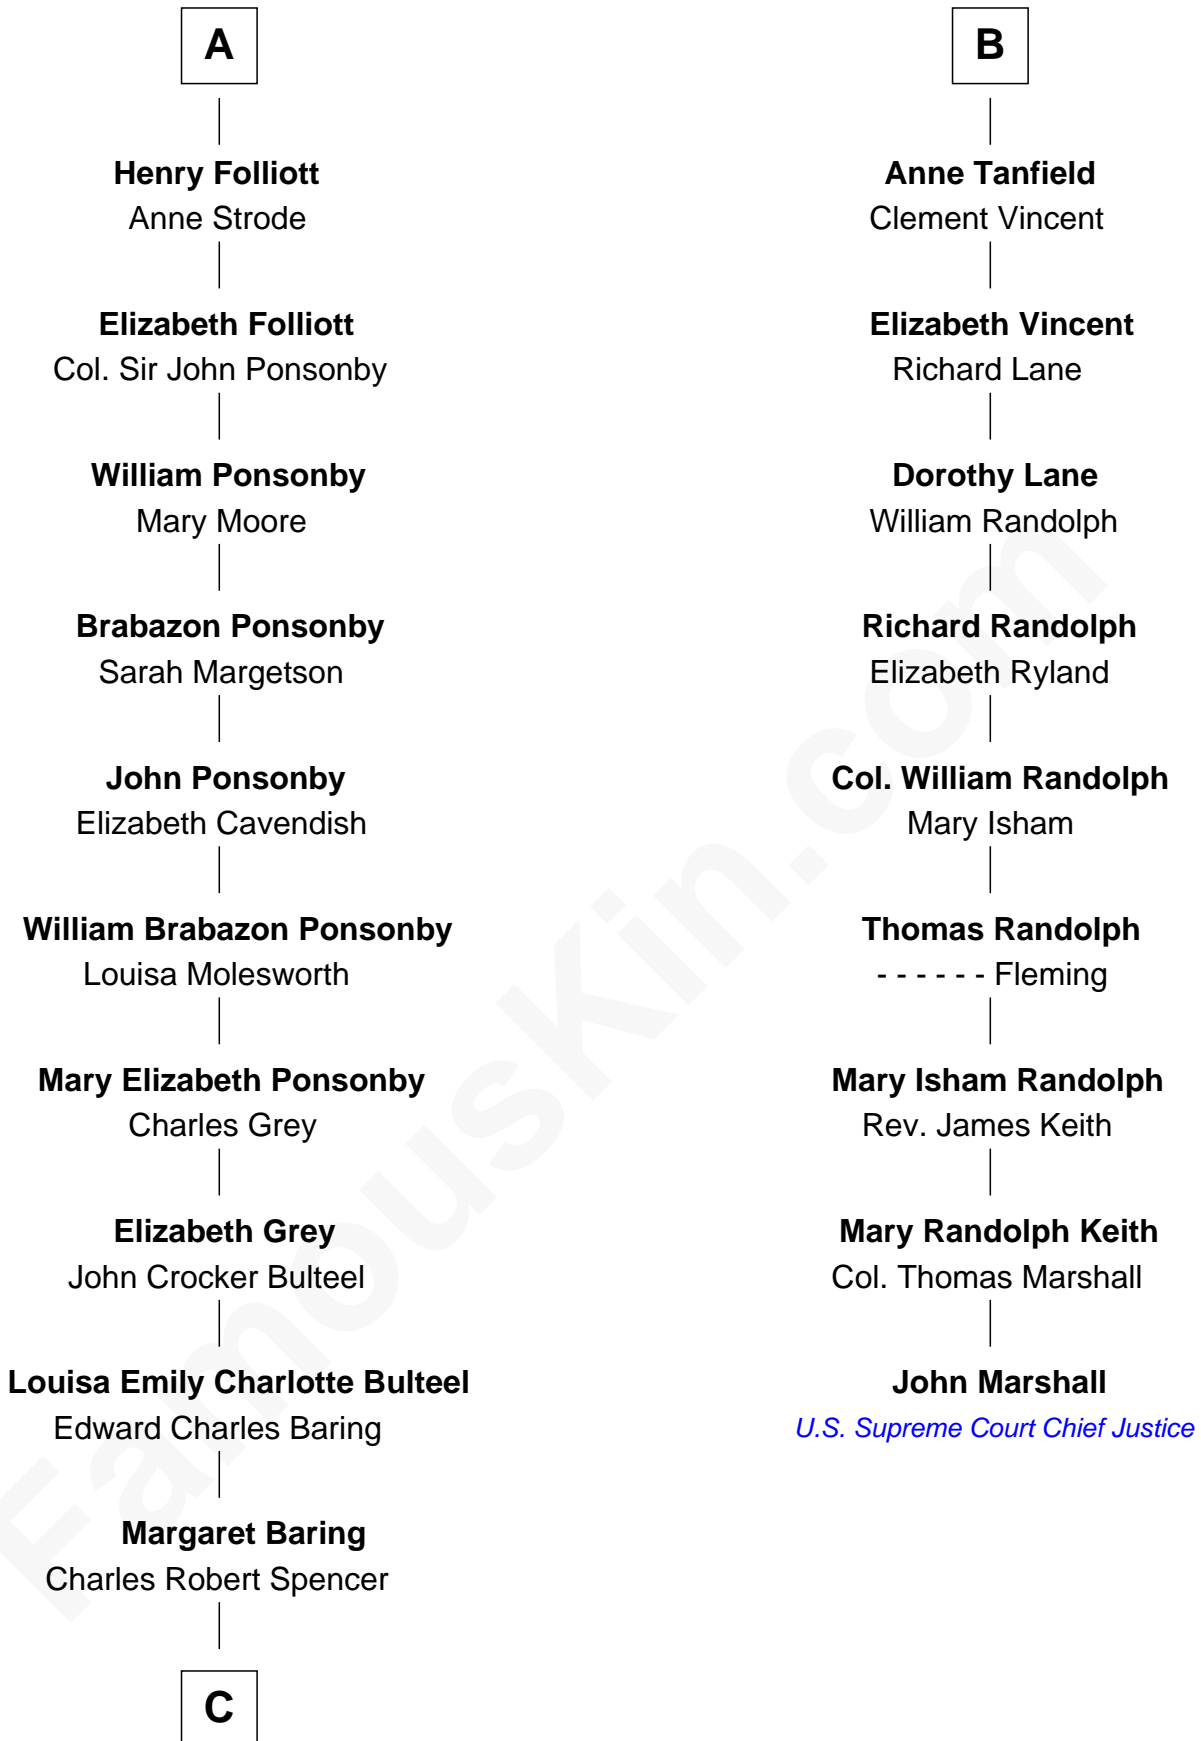 A
Henry Folliott
Anne Strode
Elizabeth Folliott
Col. Sir John Ponsonby
William Ponsonby
Mary Moore
Brabazon Ponsonby
Sarah Margetson
John Ponsonby
Elizabeth Cavendish
William Brabazon Ponsonby
Louisa Molesworth
Mary Elizabeth Ponsonby
Charles Grey
Elizabeth Grey
John Crocker Bulteel
Louisa Emily Charlotte Bulteel
Edward Charles Baring
Margaret Baring
Charles Robert Spencer
C
B
Anne Tanfield
Clement Vincent
Elizabeth Vincent
Richard Lane
Dorothy Lane
William Randolph
Richard Randolph
Elizabeth Ryland
Col. William Randolph
Mary Isham
Thomas Randolph
- - - - - - Fleming
Mary Isham Randolph
Rev. James Keith
Mary Randolph Keith
Col. Thomas Marshall
John Marshall
U.S. Supreme Court Chief Justice
FamousKin.com